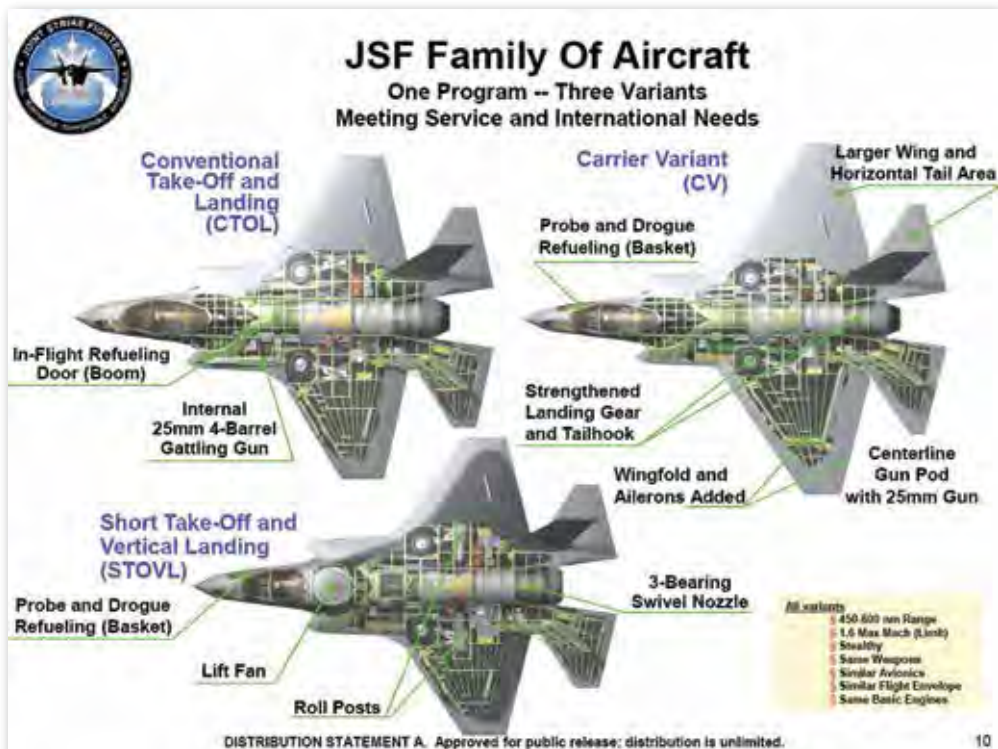 JOINT STRIKE FIGHTER
JSF Family Of Aircraft
One Program -- Three Variants
Meeting Service and International Needs
Conventional
Take-Off and
Landing
(CTOL)
In-Flight Refueling
Door (Boom)
Internal
25mm 4-Barrel
Gattling Gun
Carrier Variant
(CV)
Larger Wing and
Horizontal Tail Area
Probe and Drogue
Refueling (Basket)
Strengthened
Landing Gear
and Tailhook
Wingfold and
Ailerons Added
Centerline
Gun Pod
with 25mm Gun
Short Take-Off and
Vertical Landing
(STOVL)
Probe and Drogue
Refueling (Basket)
Lift Fan
Roll Posts
3-Bearing
Swivel Nozzle
All variants
§ 450-600 nm Range
§ 1.6 Max Mach (Limit)
§ Stealthy
§ Same Weapons
§ Similar Avionics
§ Similar Flight Envelope
§ Same Basic Engines
DISTRIBUTION STATEMENT A. Approved for public release; distribution is unlimited.
10